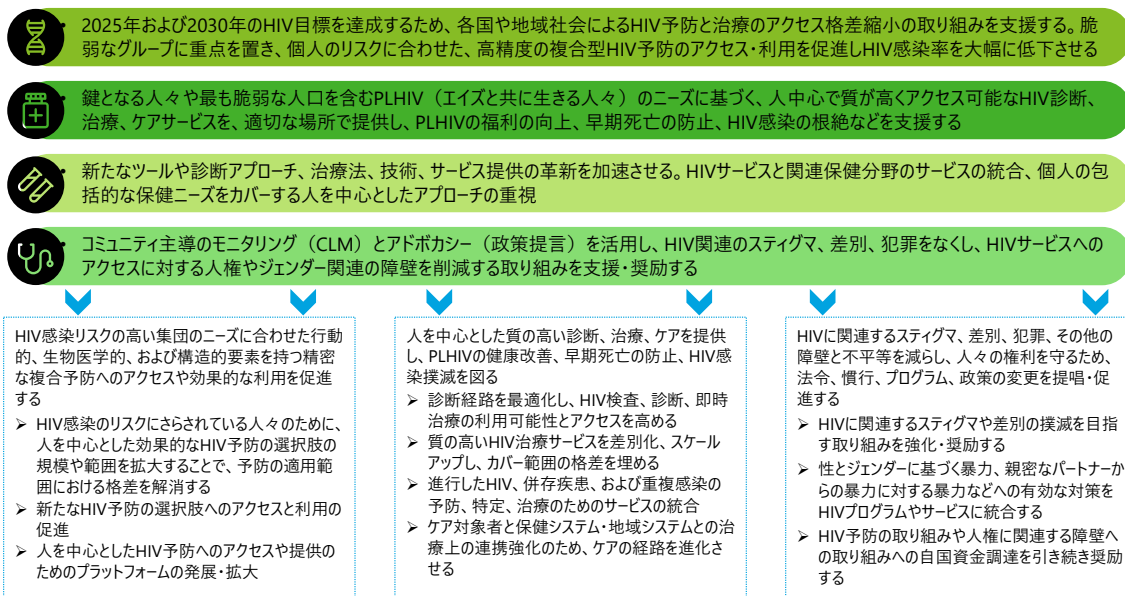 2025年および2030年のHIV目標を達成するため、各国や地域社会によるHIV予防と治療のアクセス格差縮小の取り組みを支援する。脆
弱なグループに重点を置き、個人のリスクに合わせた、高精度の複合型HIV予防のアクセス・利用を促進しHIV感染率を大幅に低下させる
鍵となる人々や最も脆弱な人口を含むPLHIV（エイズと共に生きる人々）のニーズに基づく、人中心で質が高くアクセス可能なHIV診断、
治療、ケアサービスを、適切な場所で提供し、PLHIVの福利の向上、早期死亡の防止、HIV感染の根絶などを支援する
新たなツールや診断アプローチ、治療法、技術、サービス提供の革新を加速させる。HIVサービスと関連保健分野のサービスの統合、個人の包
括的な保健ニーズをカバーする人を中心としたアプローチの重視
コミュニティ主導のモニタリング（CLM）とアドボカシー（政策提言）を活用し、HIV関連のスティグマ、差別、犯罪をなくし、HIVサービスへの
アクセスに対する人権やジェンダー関連の障壁を削減する取り組みを支援・奨励する
HIV感染リスクの高い集団のニーズに合わせた行動
的、生物医学的、および構造的要素を持つ精密
な複合予防へのアクセスや効果的な利用を促進
する
➢ HIV感染のリスクにさらされている人々のために、
人を中心とした効果的なHIV予防の選択肢の
規模や範囲を拡大することで、予防の適用範
囲における格差を解消する
➢ 新たなHIV予防の選択肢へのアクセスと利用の
促進
➢ 人を中心としたHIV予防へのアクセスや提供の
ためのプラットフォームの発展・拡大
人を中心とした質の高い診断、治療、ケアを提供
し、PLHIVの健康改善、早期死亡の防止、HIV感
染撲滅を図る
➢ 診断経路を最適化し、HIV検査、診断、即時
治療の利用可能性とアクセスを高める
➢ 質の高いHIV治療サービスを差別化、スケール
アップし、カバー範囲の格差を埋める
➢ 進行したHIV、併存疾患、および重複感染の
予防、特定、治療のためのサービスの統合
➢ ケア対象者と保健システム・地域システムとの治
療上の連携強化のため、ケアの経路を進化さ
せる
HIVに関連するスティグマ、差別、犯罪、その他の
障壁と不平等を減らし、人々の権利を守るため、
法令、慣行、プログラム、政策の変更を提唱・促
進する
➢ HIVに関連するスティグマや差別の撲滅を目指
す取り組みを強化・奨励する
➢ 性とジェンダーに基づく暴力、親密なパートナーか
らの暴力に対する暴力などへの有効な対策を
HIVプログラムやサービスに統合する
➢ HIV予防の取り組みや人権に関連する障壁へ
の取り組みへの自国資金調達を引き続き奨励
する